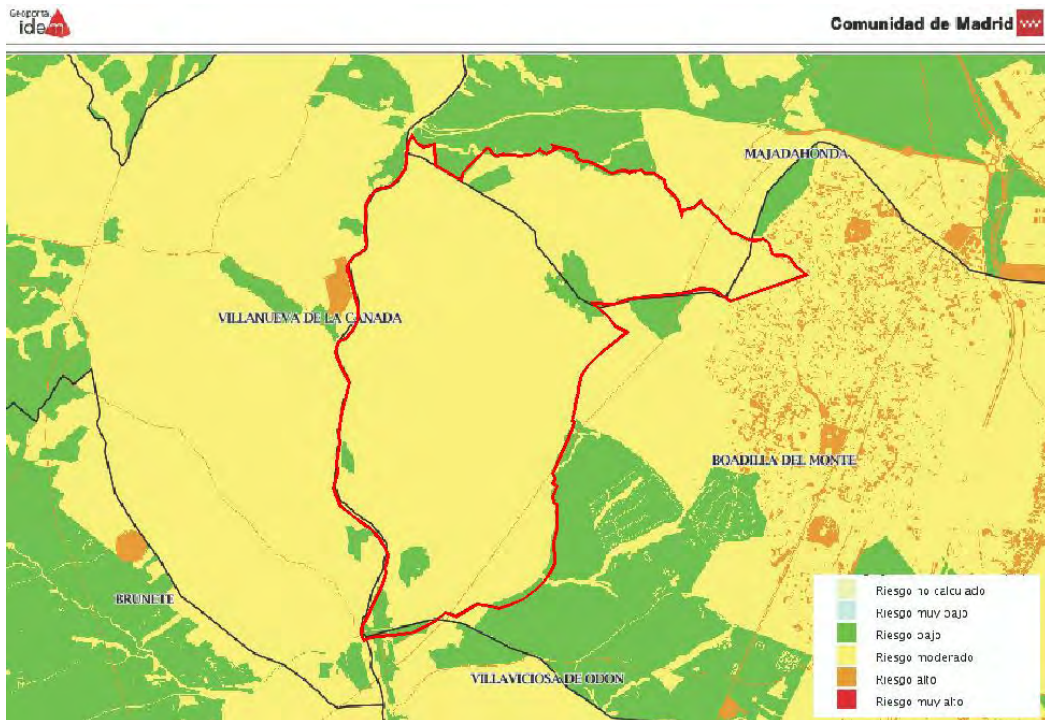 Geoportal
idem
Comunidad de Madrid
MAJADAHONDA
VILLANUEVA DE LA CAÑADA
BOADILLA DEL MONTE
BRUNETE
VILLAVICIOSA DE ODON
Riesgo no calculado
Riesgo muy bajo
Riesgo bajo
Riesgo moderado
Riesgo alto
Riesgo muy alto